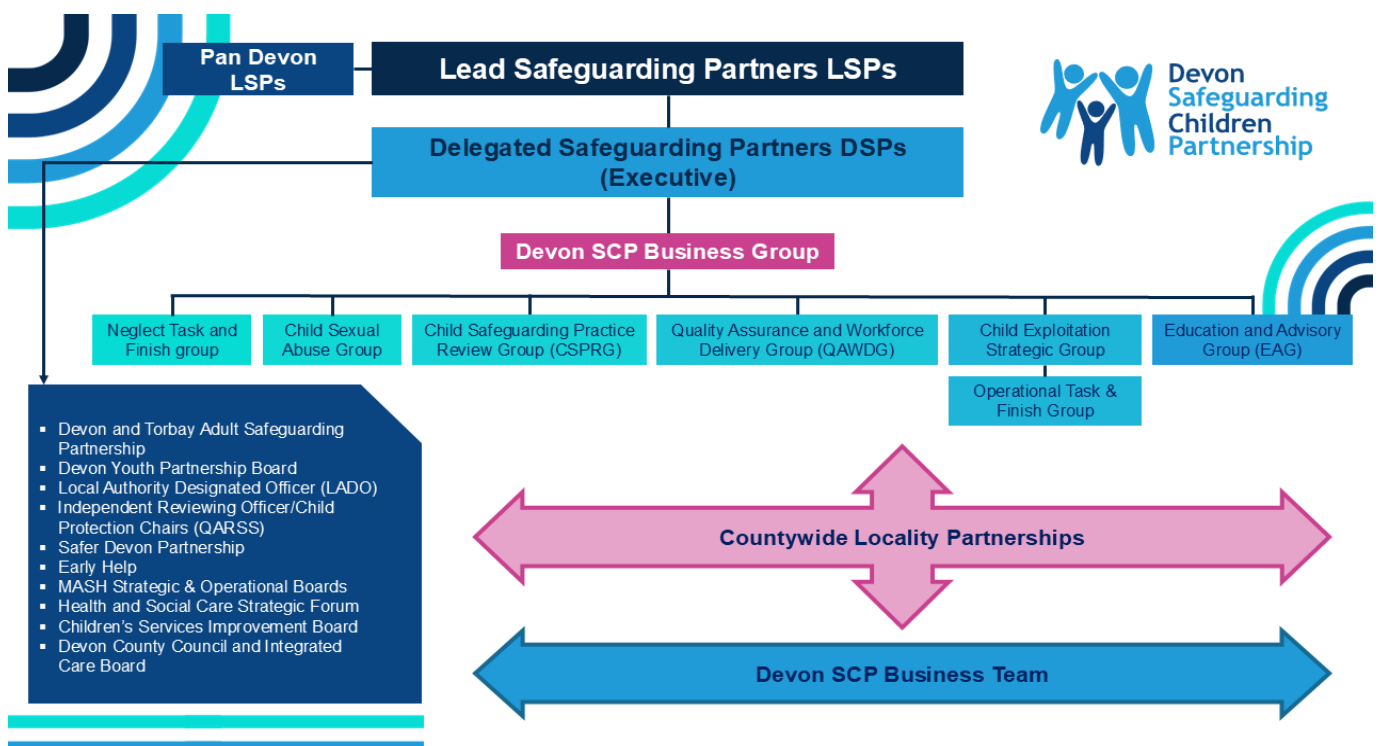 Pan Devon
LSPs
Lead Safeguarding Partners LSPs
Devon
Safeguarding
Children
Partnership
Delegated Safeguarding Partners DSPs
(Executive)
Devon SCP Business Group
Neglect Task and
Finish group
Child Sexual
Abuse Group
Child Safeguarding Practice
Review Group (CSPRG)
Quality Assurance and Workforce
Delivery Group (QAWDG)
Child Exploitation
Strategic Group
Education and Advisory
Group (EAG)
Operational Task &
Finish Group
▪ Devon and Torbay Adult Safeguarding
Partnership
▪ Devon Youth Partnership Board
▪ Local Authority Designated Officer (LADO)
▪ Independent Reviewing Officer/Child
Protection Chairs (QARSS)
▪ Safer Devon Partnership
▪ Early Help
▪ MASH Strategic & Operational Boards
▪ Health and Social Care Strategic Forum
▪ Children’s Services Improvement Board
▪ Devon County Council and Integrated
Care Board
Countywide Locality Partnerships
Devon SCP Business Team